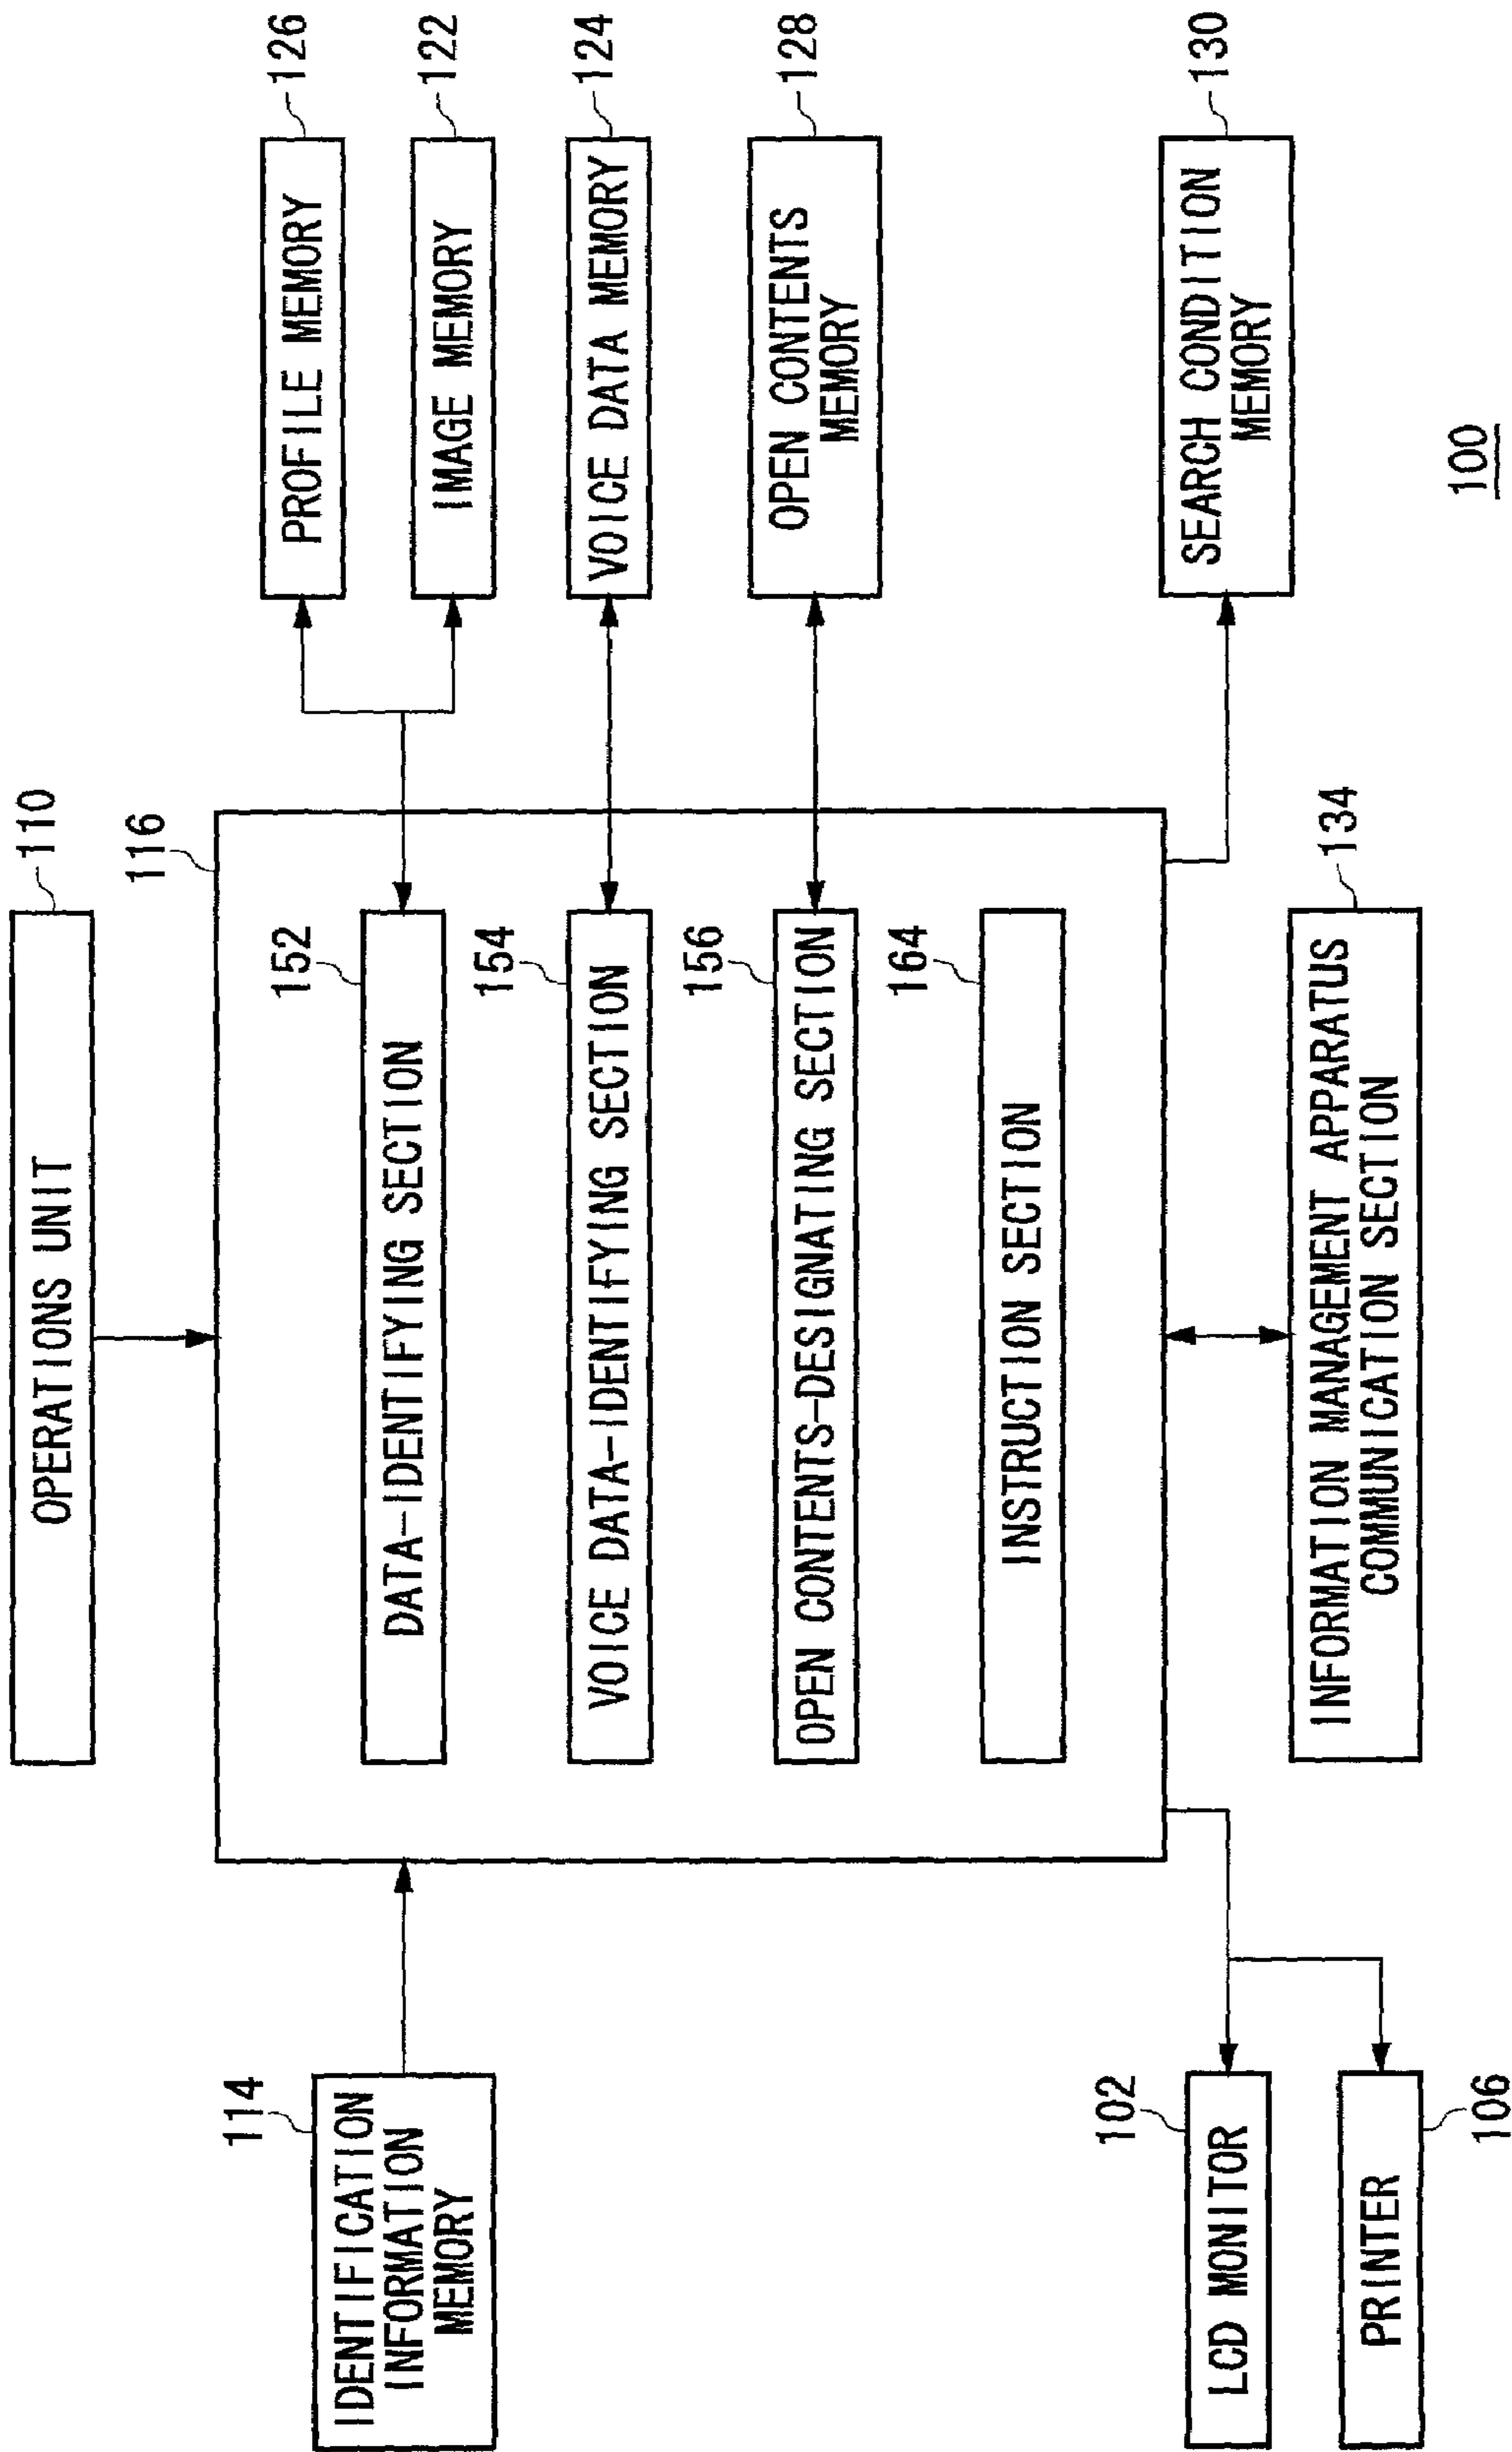 110
OPERATIONS UNIT
116
114
IDENTIFICATION
INFORMATION
MEMORY
152
DATA-IDENTIFYING SECTION
154
VOICE DATA-IDENTIFYING SECTION
156
OPEN CONTENTS-DESIGNATING SECTION
164
INSTRUCTION SECTION
126
PROFILE MEMORY
122
IMAGE MEMORY
124
VOICE DATA MEMORY
128
OPEN CONTENTS
MEMORY
130
SEARCH CONDITION
MEMORY
102
LCD MONITOR
PRINTER
106
134
INFORMATION MANAGEMENT APPARATUS
COMMUNICATION SECTION
100